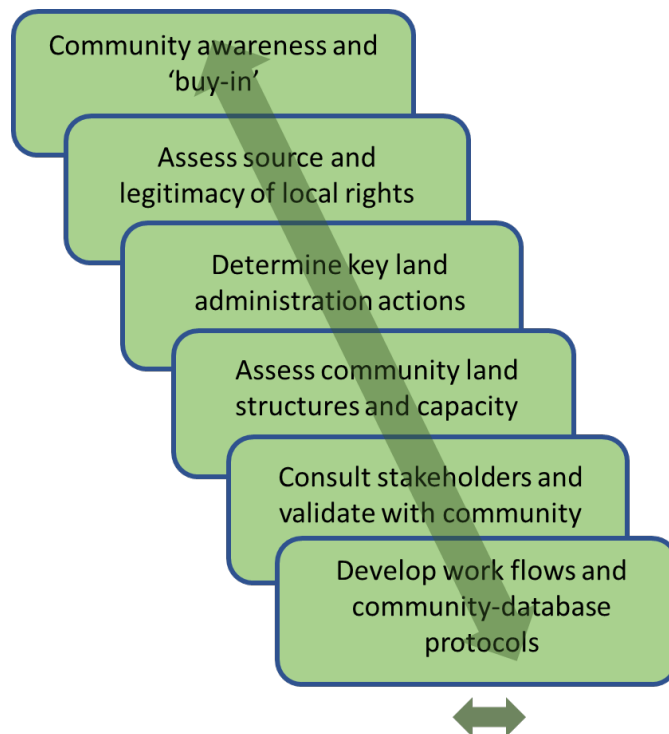 Community awareness and
‘buy-in’
Assess source and
legitimacy of local rights
Determine key land
administration actions
Assess community land
structures and capacity
Consult stakeholders and
validate with community
Develop work flows and
community-database
protocols